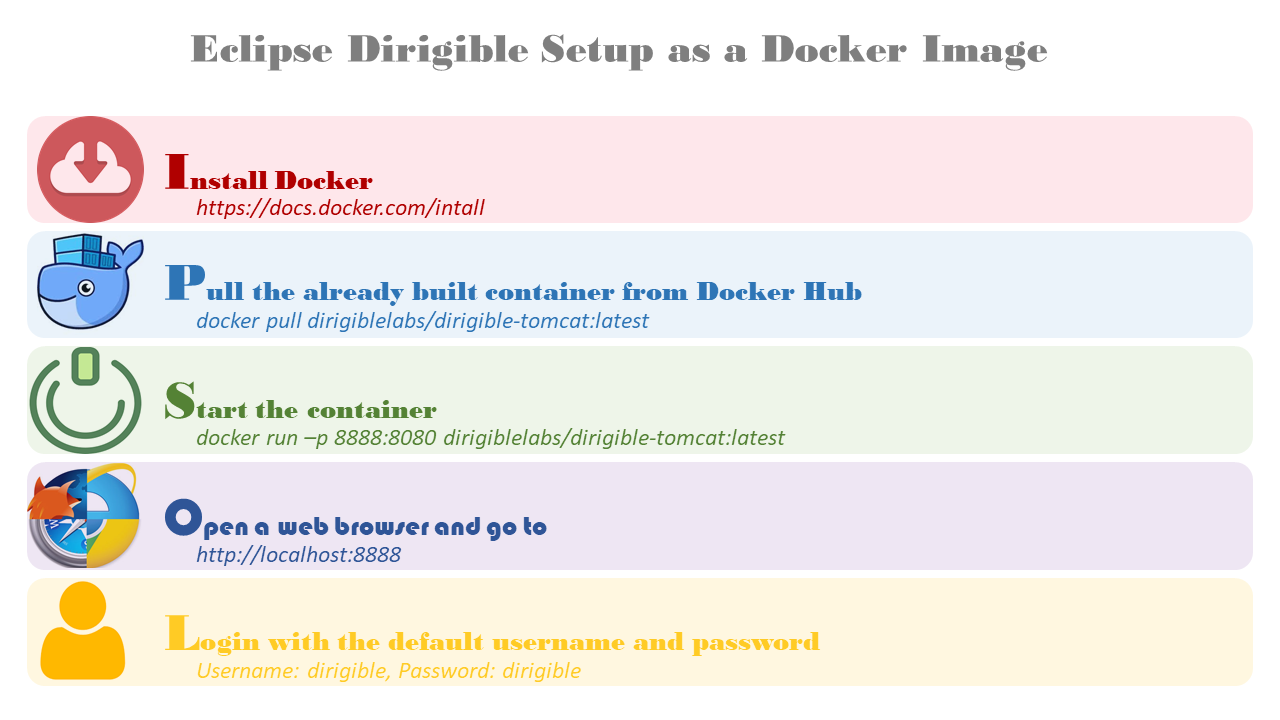 Eclipse Dirigible Setup as a Docker Image
Install Docker
https://docs.docker.com/intall
Pull the already built container from Docker Hub
docker pull dirigiblelabs/dirigible-tomcat:latest
Start the container
docker run –p 8888:8080 dirigiblelabs/dirigible-tomcat:latest
Open a web browser and go to
http://localhost:8888
Login with the default username and password
Username: dirigible, Password: dirigible